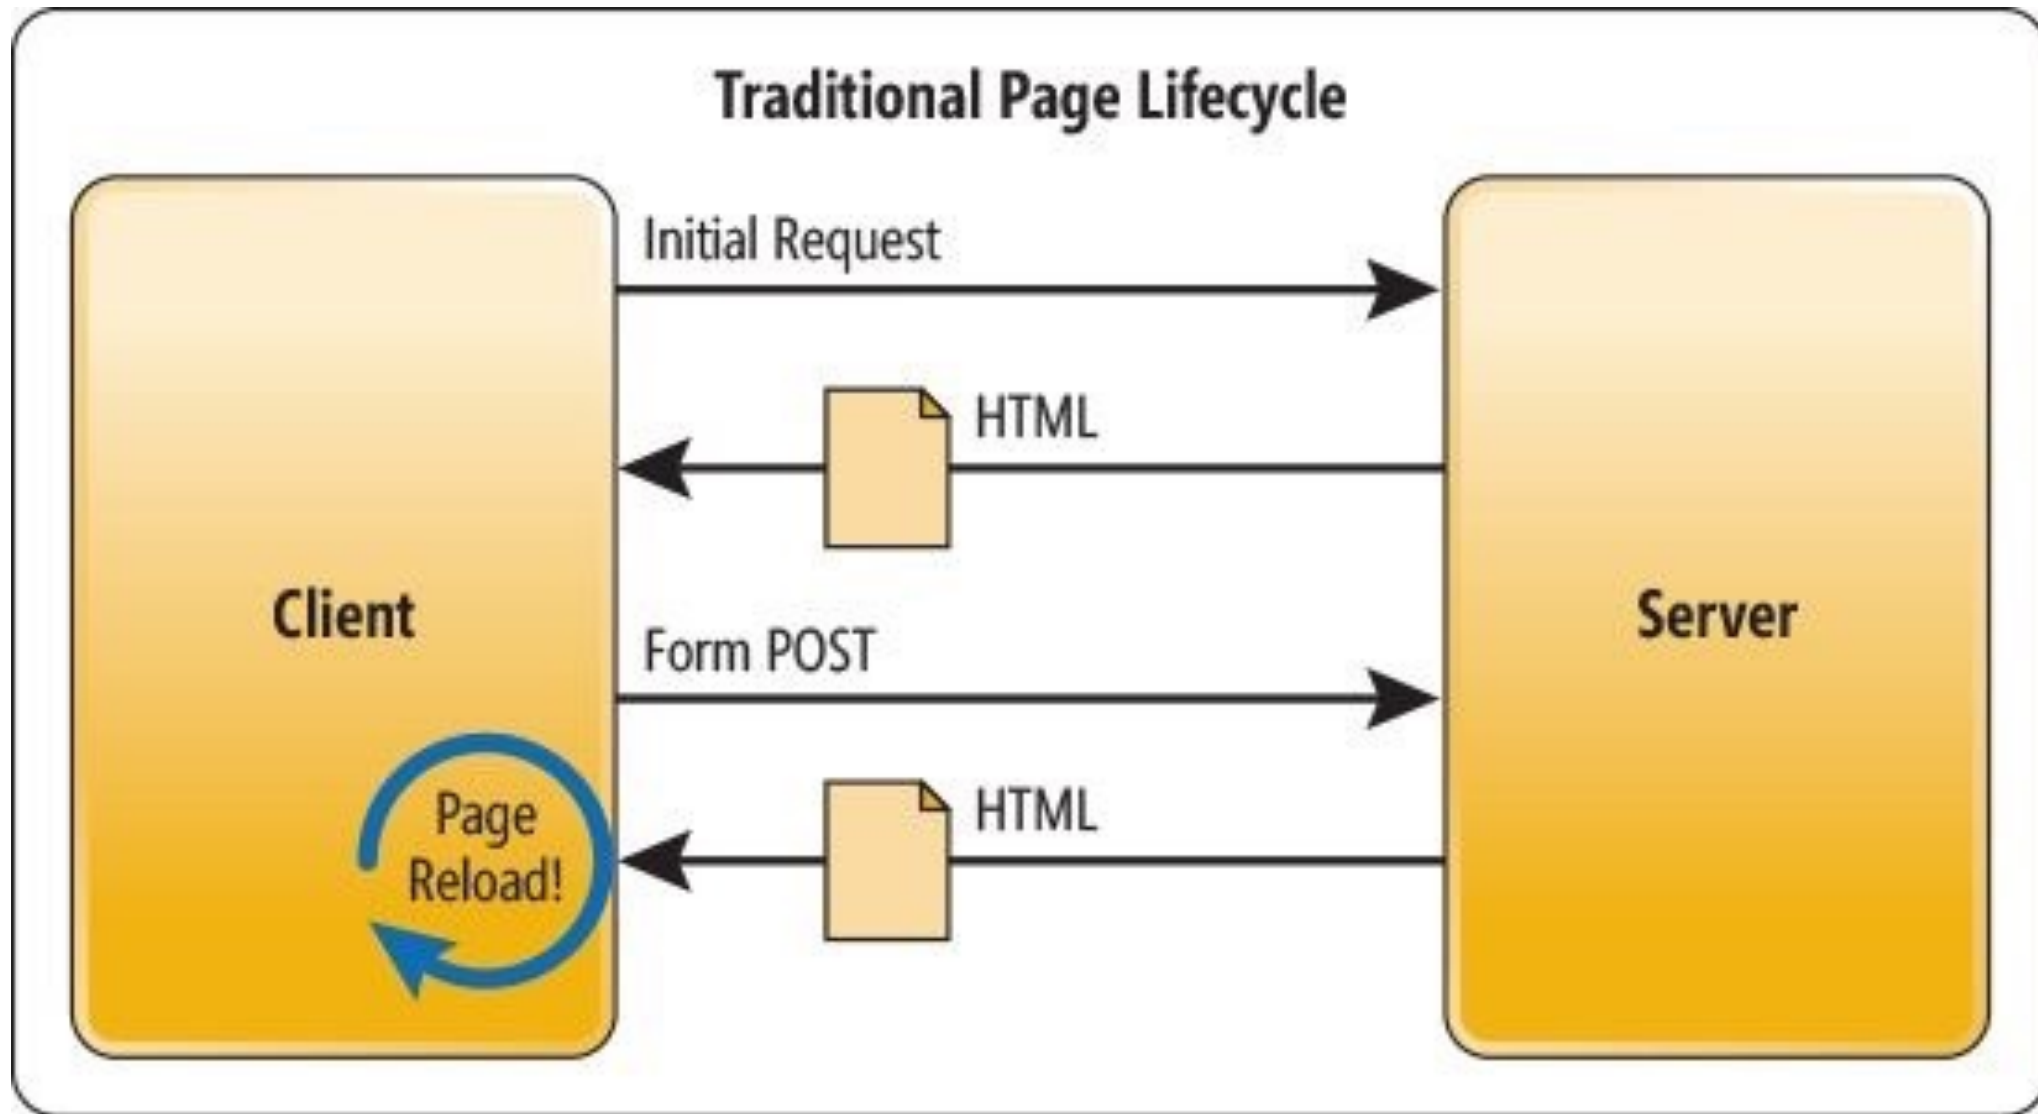 Traditional Page Lifecycle
Initial Request
HTML
Client
Server
Form POST
Page
Reload!
HTML